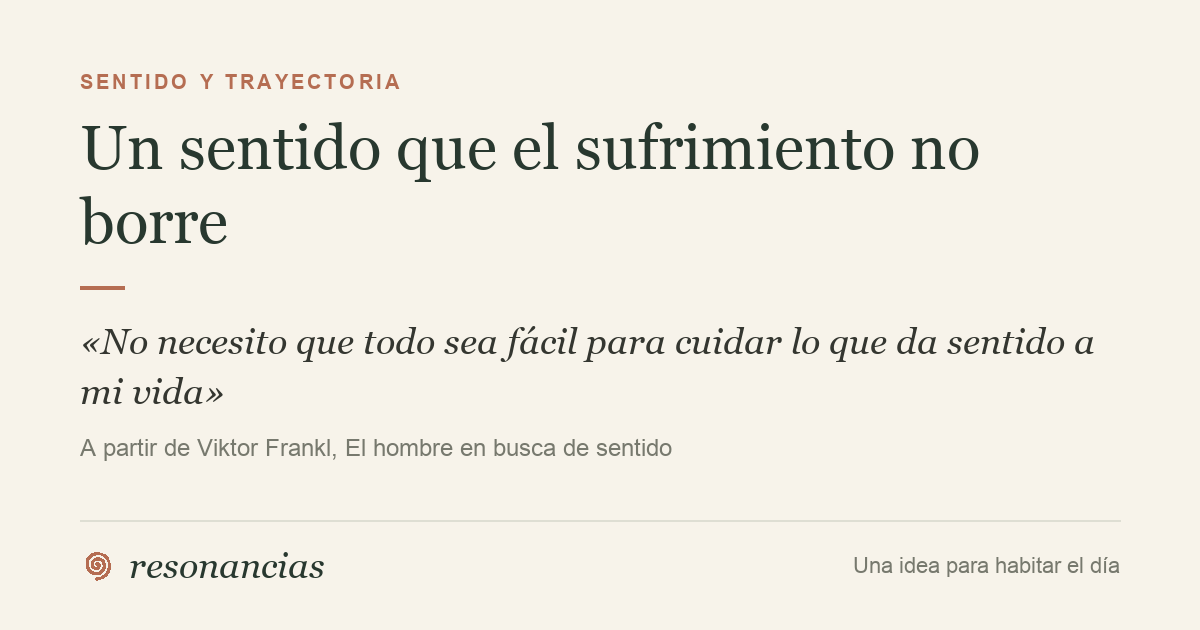 SENTIDO Y TRAYECTORIA
Un sentido que el sufrimiento no
borre
«No necesito que todo sea fácil para cuidar lo que da sentido a
mi vida»
A partir de Viktor Frankl, El hombre en busca de sentido
resonancias
Una idea para habitar el día